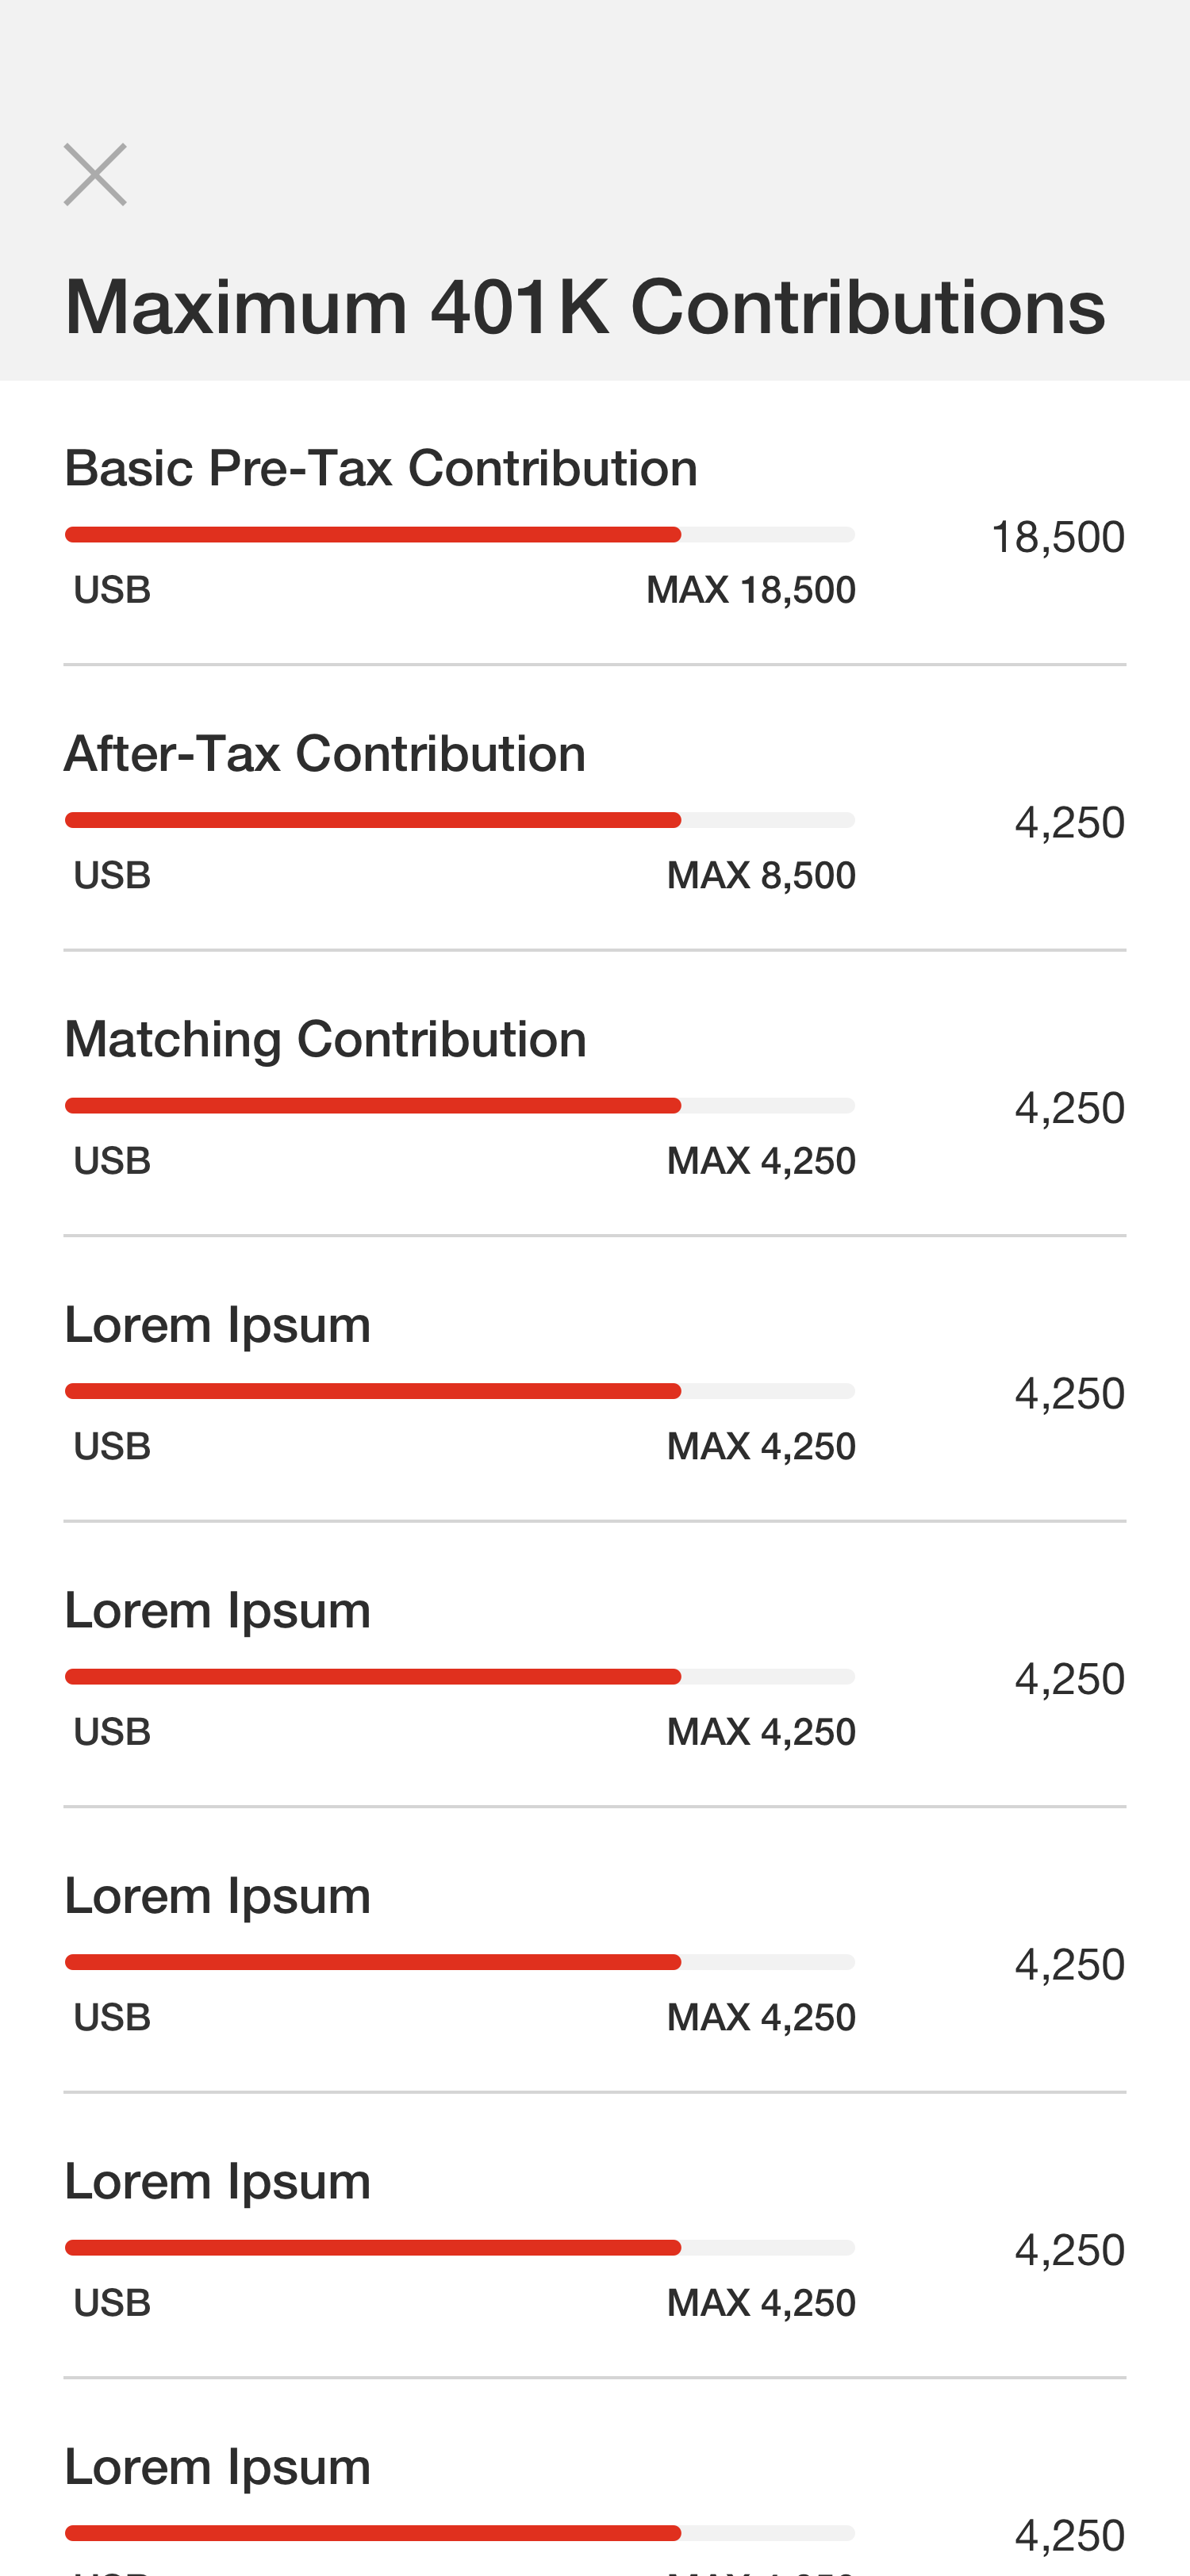 Maximum 401K Contributions
Basic Pre-Tax Contribution
18,500
USB MAX 18,500
After-Tax Contribution
4,250
USB MAX 8,500
Matching Contribution
4,250
USB MAX 4,250
Lorem Ipsum
4,250
USB MAX 4,250
Lorem Ipsum
4,250
USB MAX 4,250
Lorem Ipsum
4,250
USB MAX 4,250
Lorem Ipsum
4,250
USB MAX 4,250
Lorem Ipsum
4,250